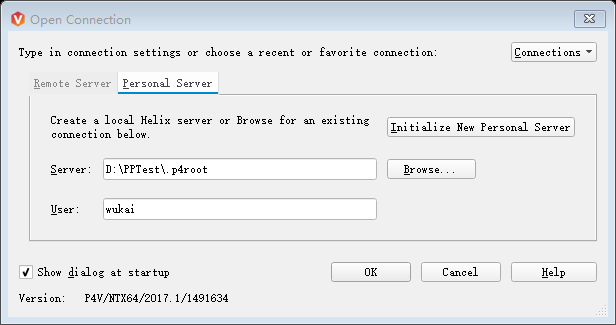 Open Connection
Type in connection settings or choose a recent or favorite connection:
Connections
Remote Server
Personal Server
Create a local Helix server or Browse for an existing
connection below.
Initialize New Personal Server
Server:
D:\PPTest\.p4root
Browse...
User:
wukai
Show dialog at startup
OK
Cancel
Help
Version:
P4V/NTX64/2017.1/1491634